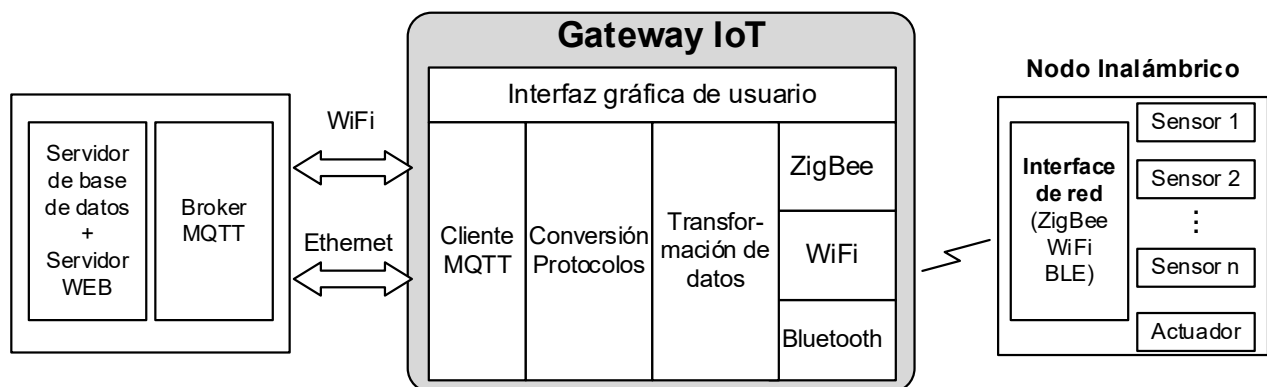 Gateway IoT
Interfaz gráfica de usuario
Servidor
de base
de datos
+
Servidor
WEB
Broker
MQTT
WiFi
Ethernet
Cliente
MQTT
Conversión
Protocolos
Transfor-
mación de
datos
ZigBee
WiFi
Bluetooth
Nodo Inalámbrico
Interface
de red
(ZigBee
WiFi
BLE)
Sensor 1
Sensor 2
⋮
Sensor n
Actuador